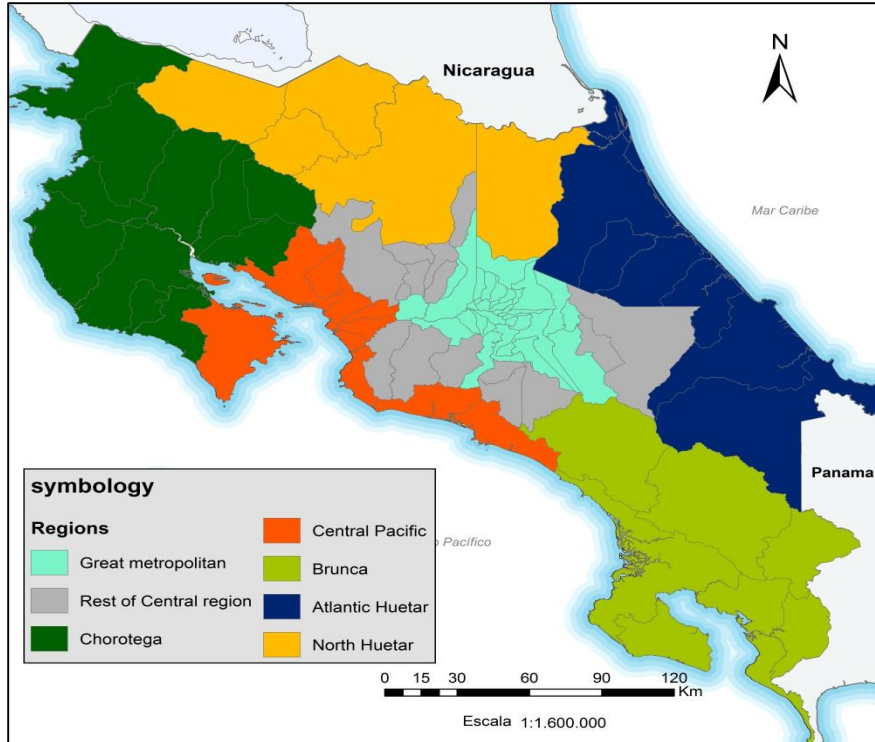 Nicaragua
N
Mar Caribe
Panama
o Pacífico
symbology
Regions
Great metropolitan
Rest of Central region
Chorotega
Central Pacific
Brunca
Atlantic Huetar
North Huetar
0 15 30 60 90 120
Km
Escala 1:1.600.000